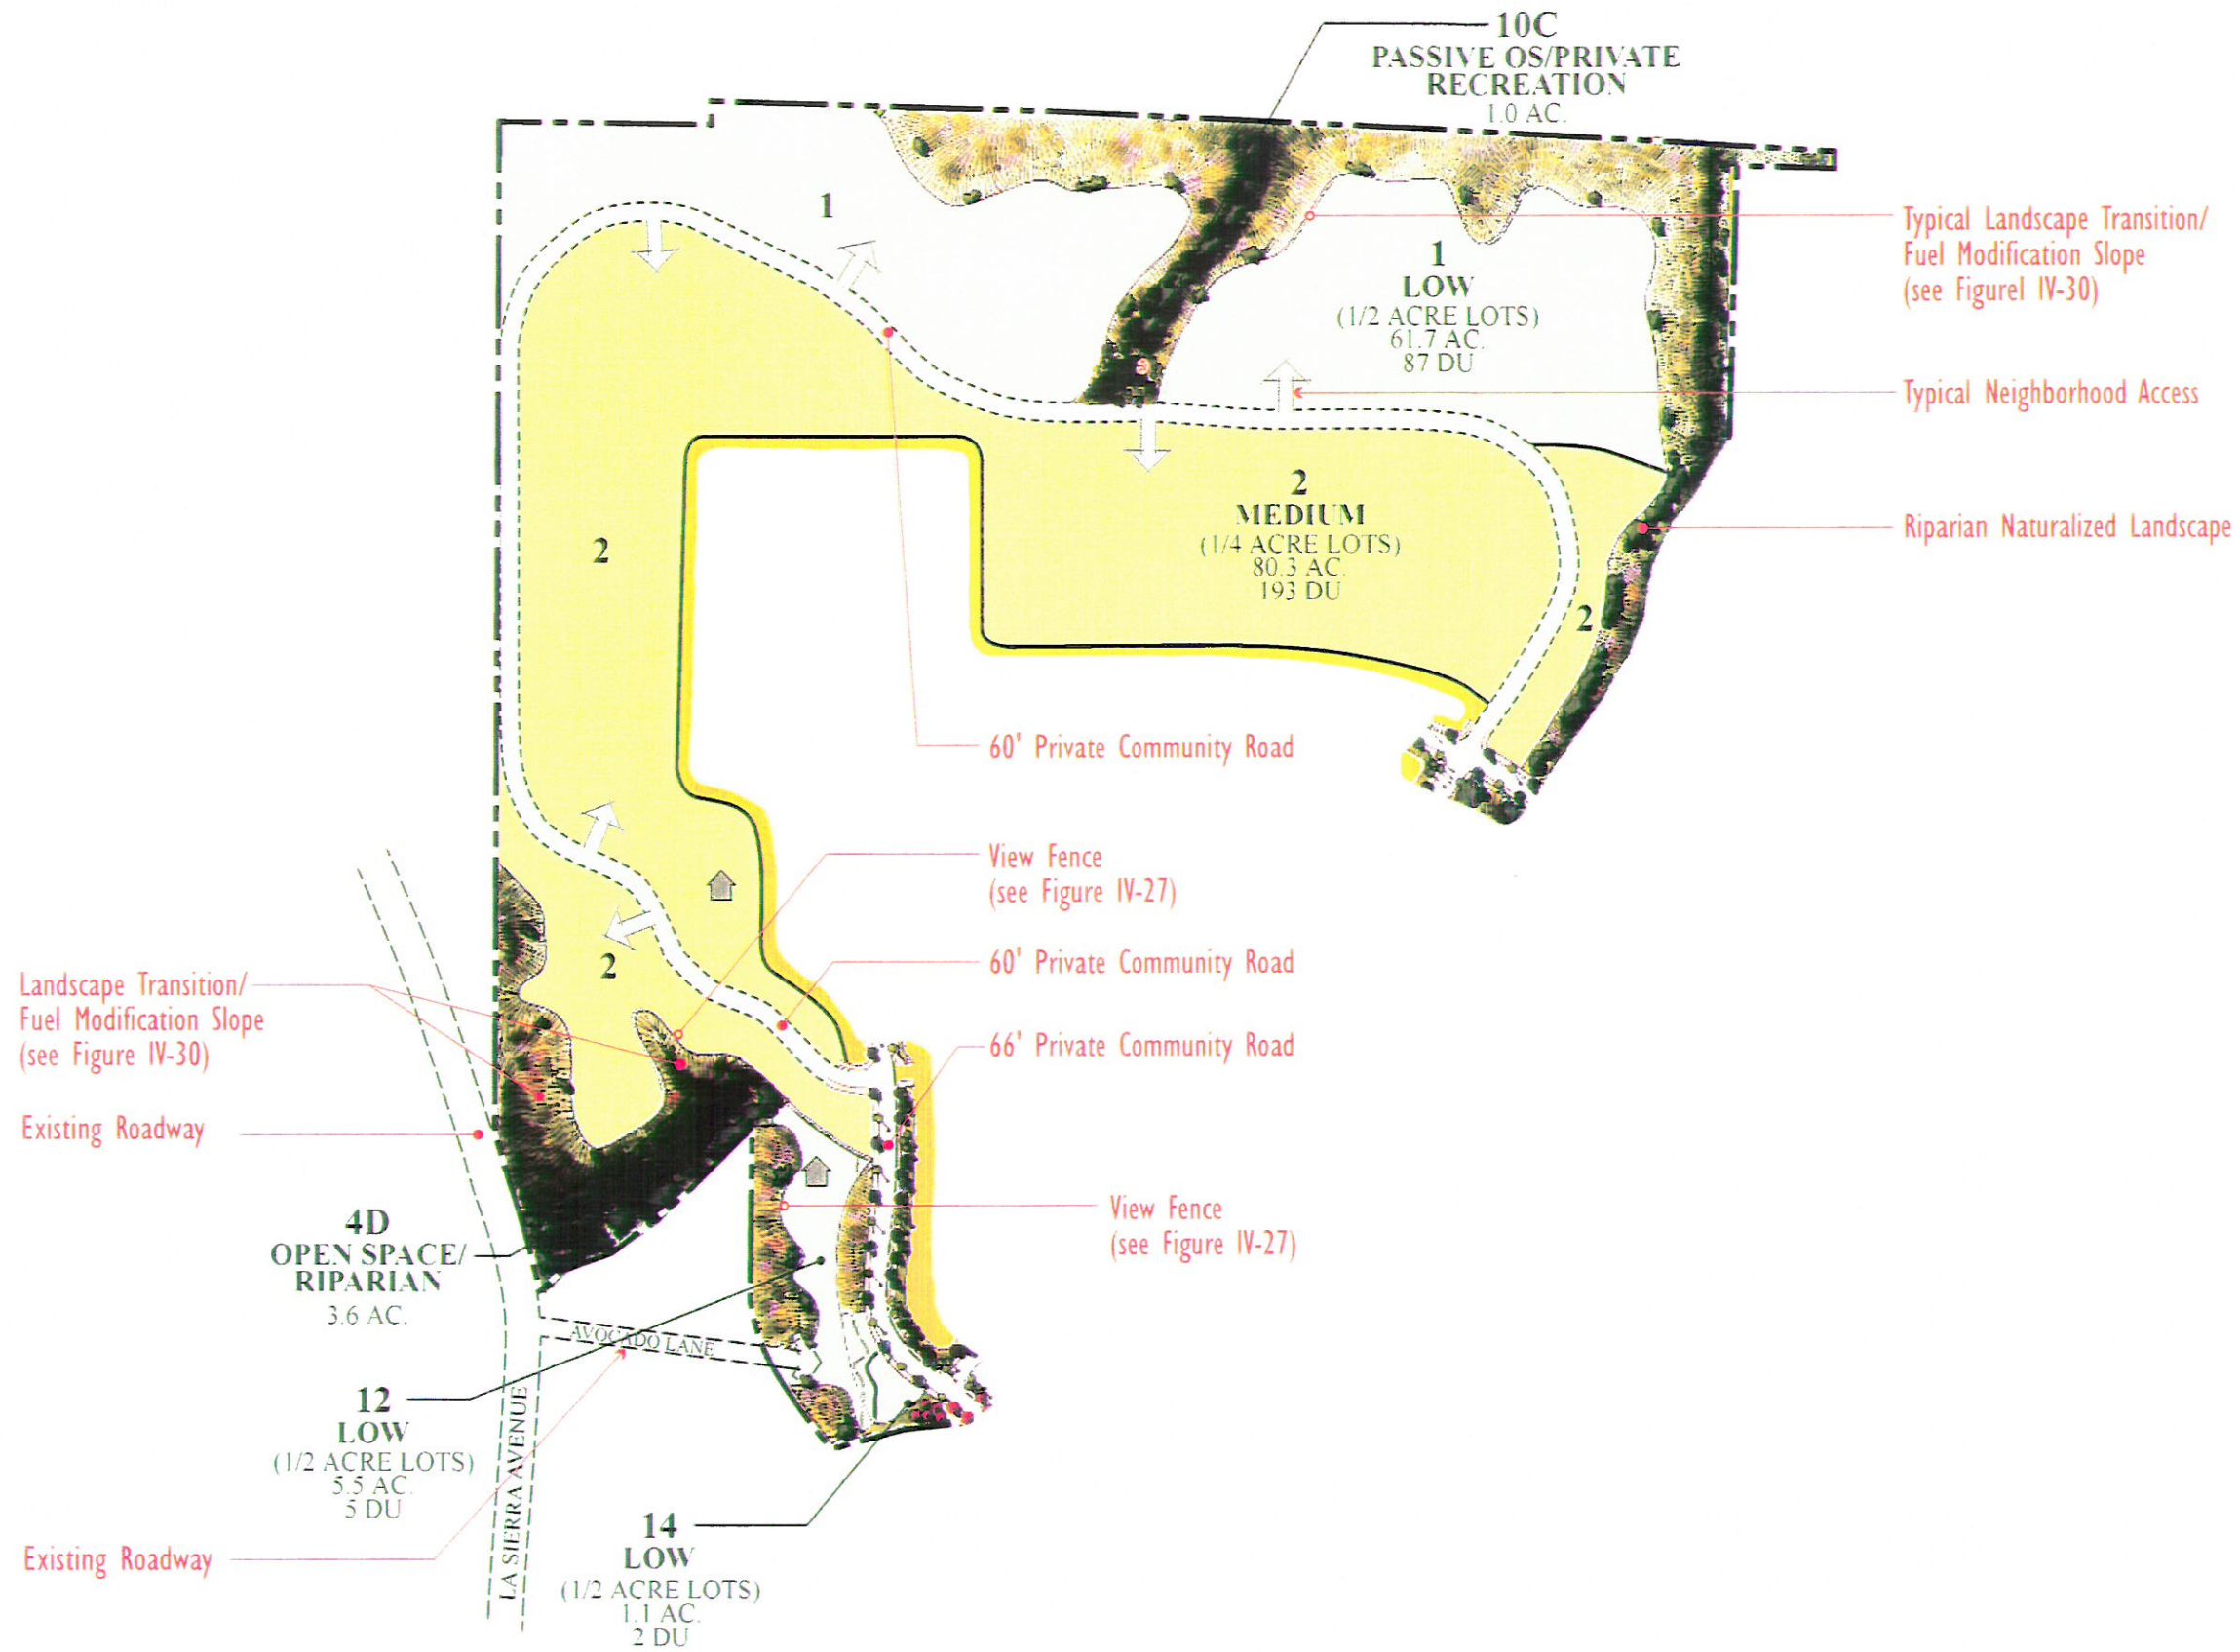 10C
PASSIVE OS/PRIVATE
RECREATION
1.0 AC.
1
Typical Landscape Transition/
Fuel Modification Slope
(see Figurel IV-30)
1
LOW
(1/2 ACRE LOTS)
61.7 AC.
87 DU
Typical Neighborhood Access
2
MEDIUM
(1/4 ACRE LOTS)
80.3 AC.
193 DU
Riparian Naturalized Landscape
2
2
60' Private Community Road
View Fence
(see Figure IV-27)
2
60' Private Community Road
Landscape Transition/
Fuel Modification Slope
(see Figure IV-30)
66' Private Community Road
Existing Roadway
4D
OPEN SPACE/
RIPARIAN
3.6 AC.
View Fence
(see Figure IV-27)
AVOCADO LANE
12
LOW
(1/2 ACRE LOTS)
5.5 AC.
5 DU
LA SIERRA AVENUE
Existing Roadway
14
LOW
(1/2 ACRE LOTS)
1.1 AC.
2 DU